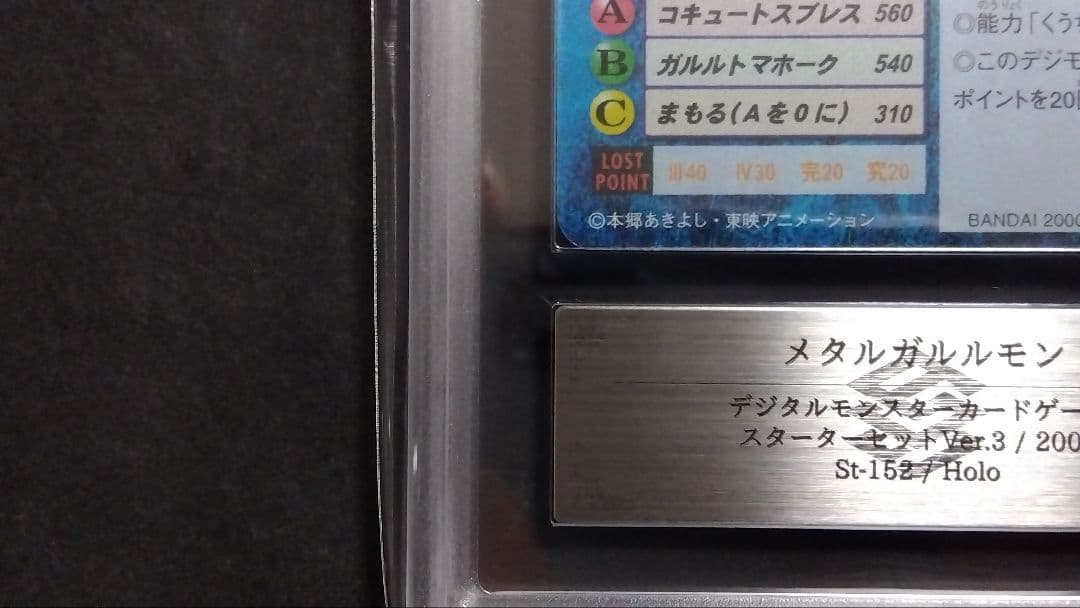 A コキュートスブレス 560
B ガルルトマホーク 540
C まもる(Aを0に) 310
LOST POINT III40 IV30 完20 究20
©本郷あきよし・東映アニメーション
のうりょく
◎能力「くう
◎このデジモ
ポイントを20
BANDAI 2000
メタルガルルモン
デジタルモンスターカードゲー
スターターセットVer.3 / 200
St-152 / Holo